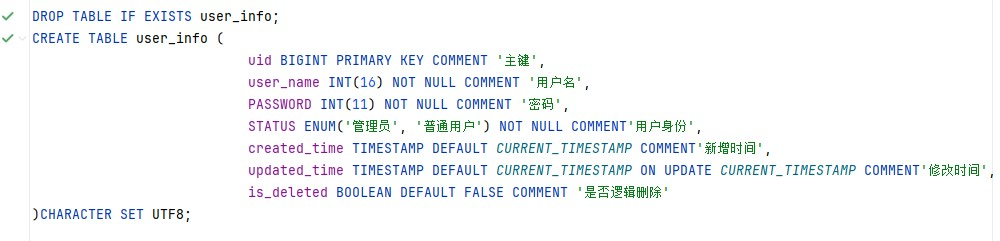 DROP TABLE IF EXISTS user_info;
CREATE TABLE user_info (
uid BIGINT PRIMARY KEY COMMENT '主键',
user_name INT(16) NOT NULL COMMENT '用户名',
PASSWORD INT(11) NOT NULL COMMENT '密码',
STATUS ENUM('管理员', '普通用户') NOT NULL COMMENT'用户身份',
created_time TIMESTAMP DEFAULT CURRENT_TIMESTAMP COMMENT'新增时间',
updated_time TIMESTAMP DEFAULT CURRENT_TIMESTAMP ON UPDATE CURRENT_TIMESTAMP COMMENT'修改时间',
is_deleted BOOLEAN DEFAULT FALSE COMMENT '是否逻辑删除'
)CHARACTER SET UTF8;